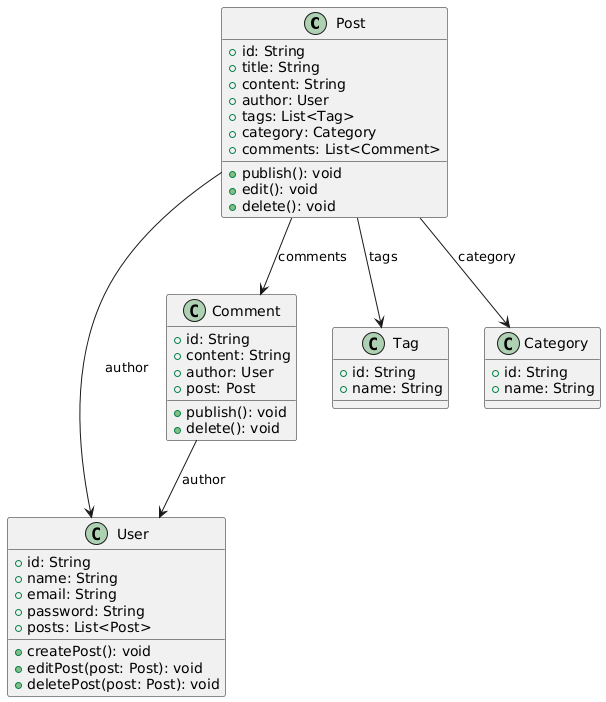 C Post
id: String
title: String
content: String
author: User
tags: List<Tag>
category: Category
comments: List<Comment>
publish(): void
edit(): void
delete(): void
comments
tags
category
author
C Comment
id: String
content: String
author: User
post: Post
publish(): void
delete(): void
C Tag
id: String
name: String
C Category
id: String
name: String
author
C User
id: String
name: String
email: String
password: String
posts: List<Post>
createPost(): void
editPost(post: Post): void
deletePost(post: Post): void